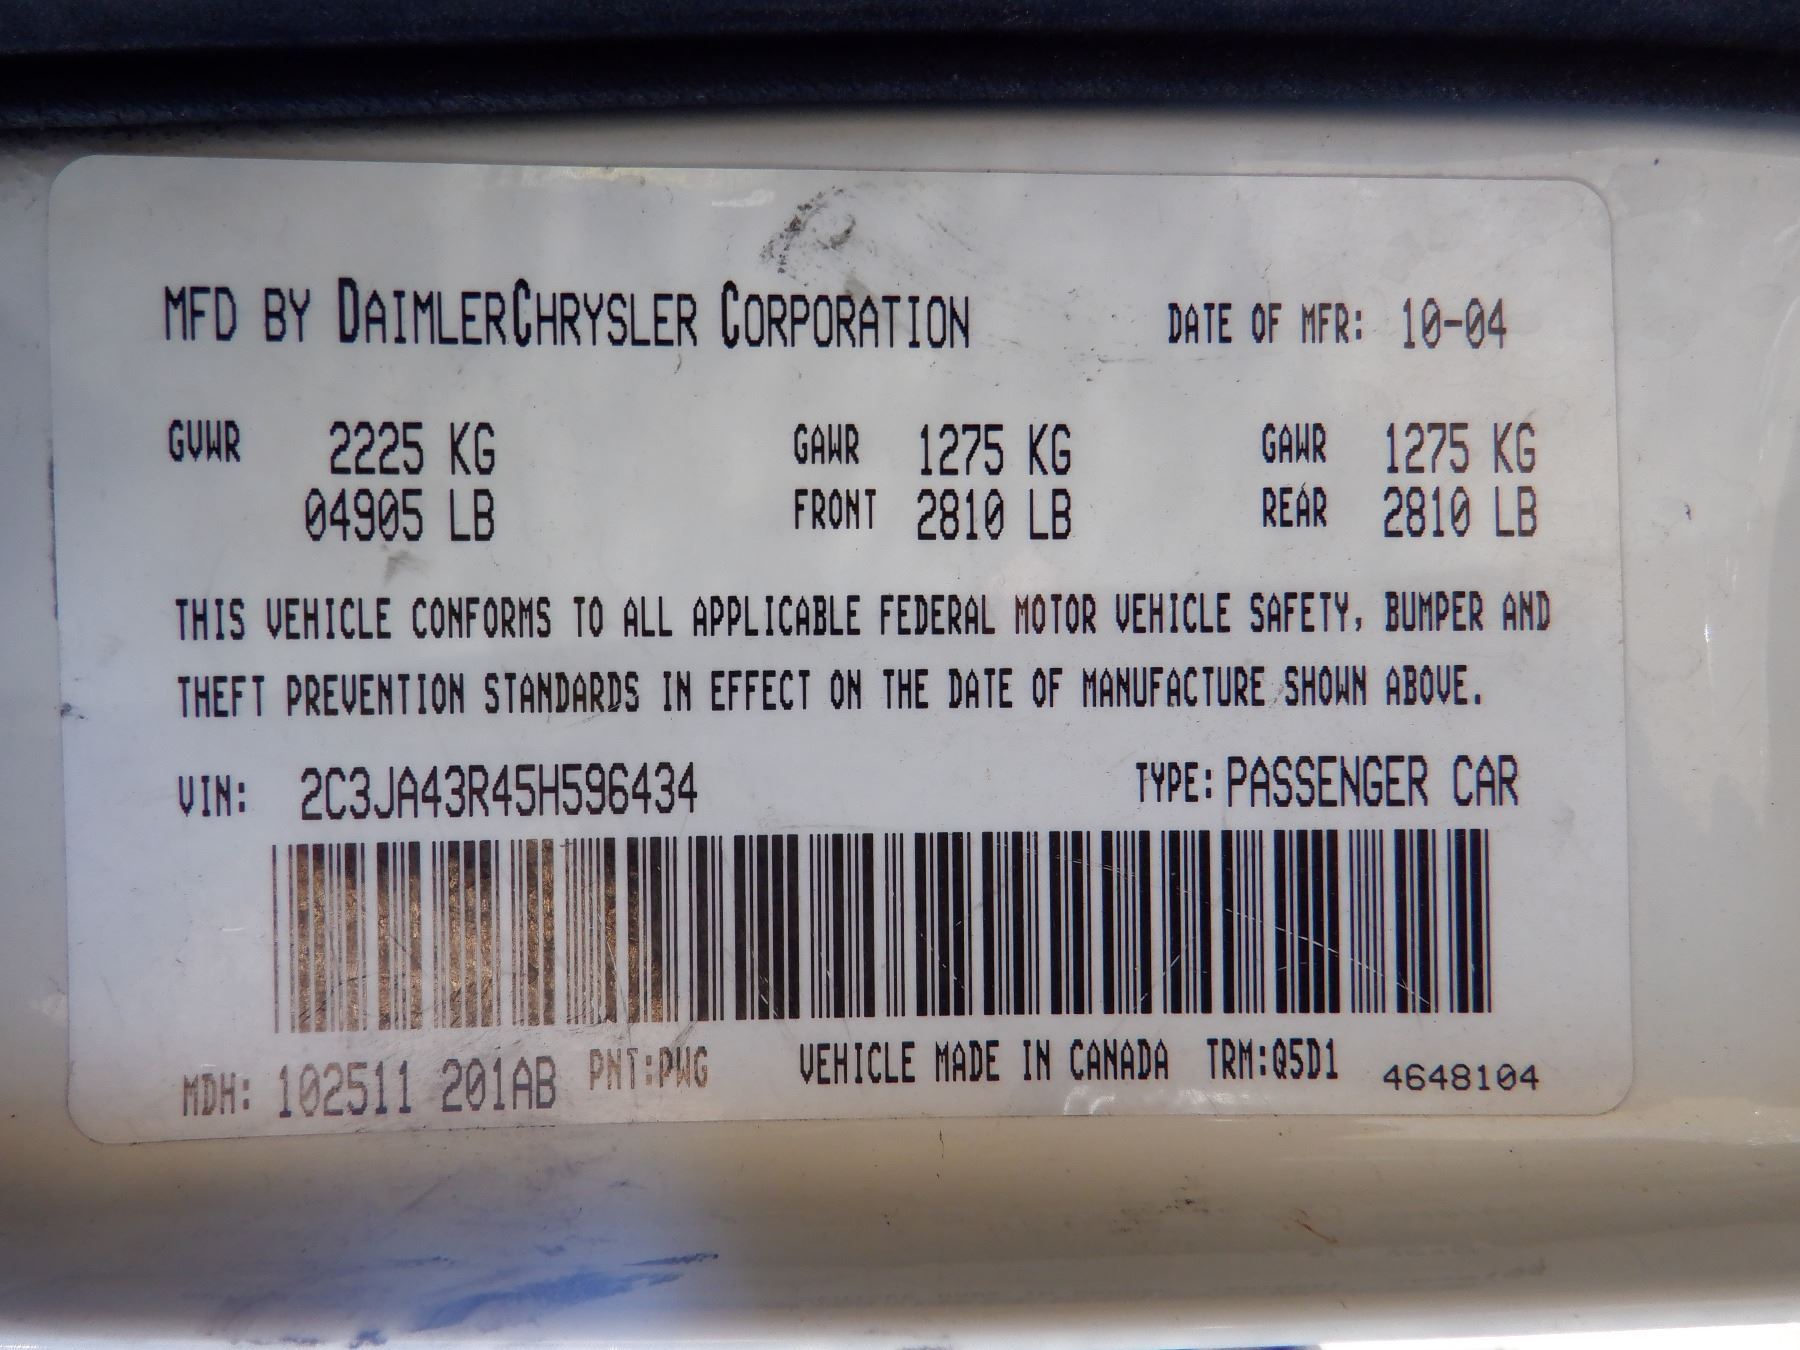 MFD BY DAIMLERCHRYSLER CORPORATION DATE OF MFR: 10-04
GVWR 2225 KG GAWR 1275 KG GAWR 1275 KG
04905 LB FRONT 2810 LB REAR 2810 LB
THIS VEHICLE CONFORMS TO ALL APPLICABLE FEDERAL MOTOR VEHICLE SAFETY, BUMPER AND
THEFT PREVENTION STANDARDS IN EFFECT ON THE DATE OF MANUFACTURE SHOWN ABOVE.
VIN: 2C3JA43R45H596434 TYPE: PASSENGER CAR
MDH: 102511 201AB PNT:PWG VEHICLE MADE IN CANADA TRM:Q5D1 4648104